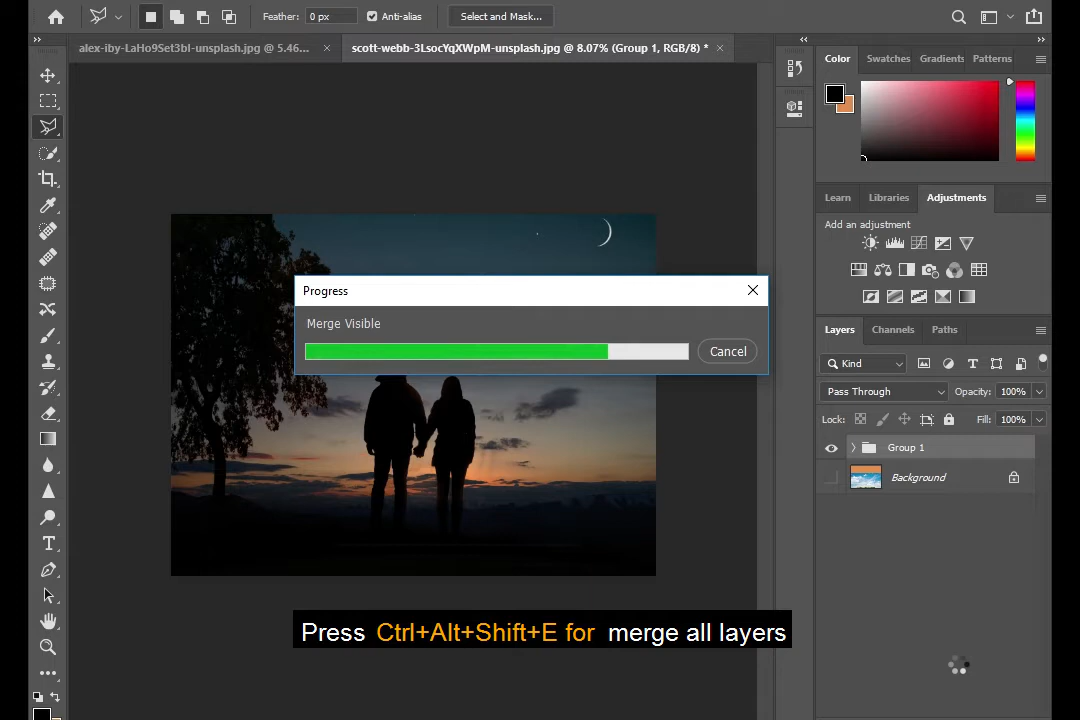 Feather: 0 px Anti-alias Select and Mask...
alex-iby-LaHo9Set3bI-unsplash.jpg @ 5.46... × scott-webb-3LsocYqXWpM-unsplash.jpg @ 8.07% (Group 1, RGB/8) * ×
Color Swatches Gradients Patterns
Learn Libraries Adjustments
Add an adjustment
Progress
Merge Visible
Cancel
Layers Channels Paths
Kind
Pass Through Opacity: 100%
Lock: Fill: 100%
Group 1
Background
Press Ctrl+Alt+Shift+E for merge all layers